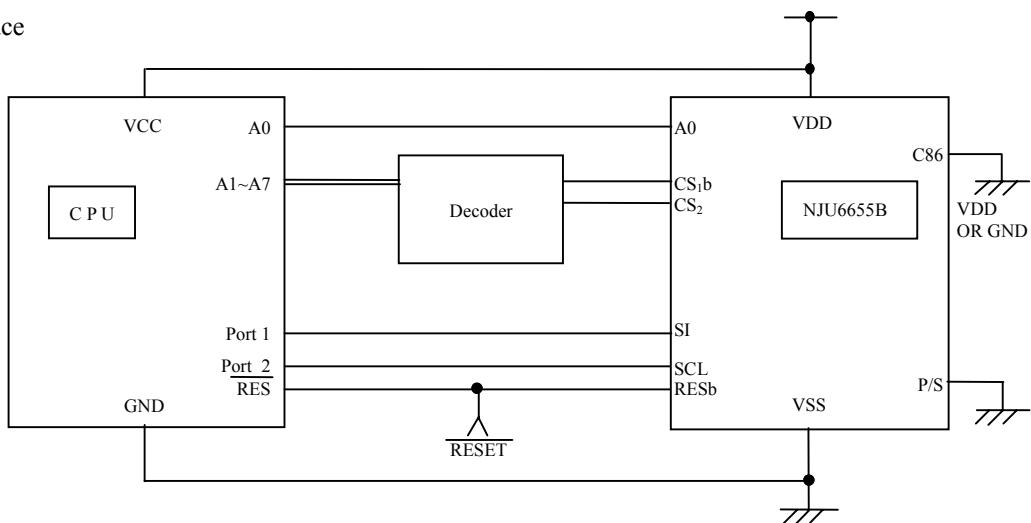 VCC
A0
A1~A7
CPU
Port 1
Port 2
RES
GND
Decoder
RESET
A0
VDD
C86
CS₁b
CS₂
NJU6655B
VDD
OR GND
SI
SCL
RESb
P/S
VSS